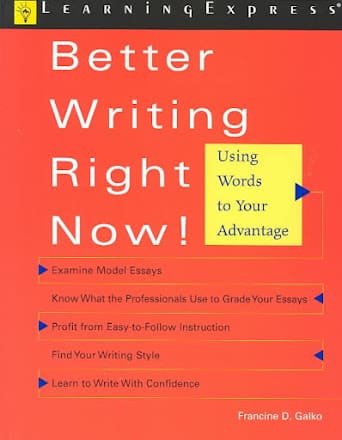 LEARNINGEXPRESS®
Better
Writing
Right
Now!
Using
Words
to Your
Advantage
Examine Model Essays
Know What the Professionals Use to Grade Your Essays
Profit from Easy-to-Follow Instruction
Find Your Writing Style
Learn to Write With Confidence
Francine D. Galko